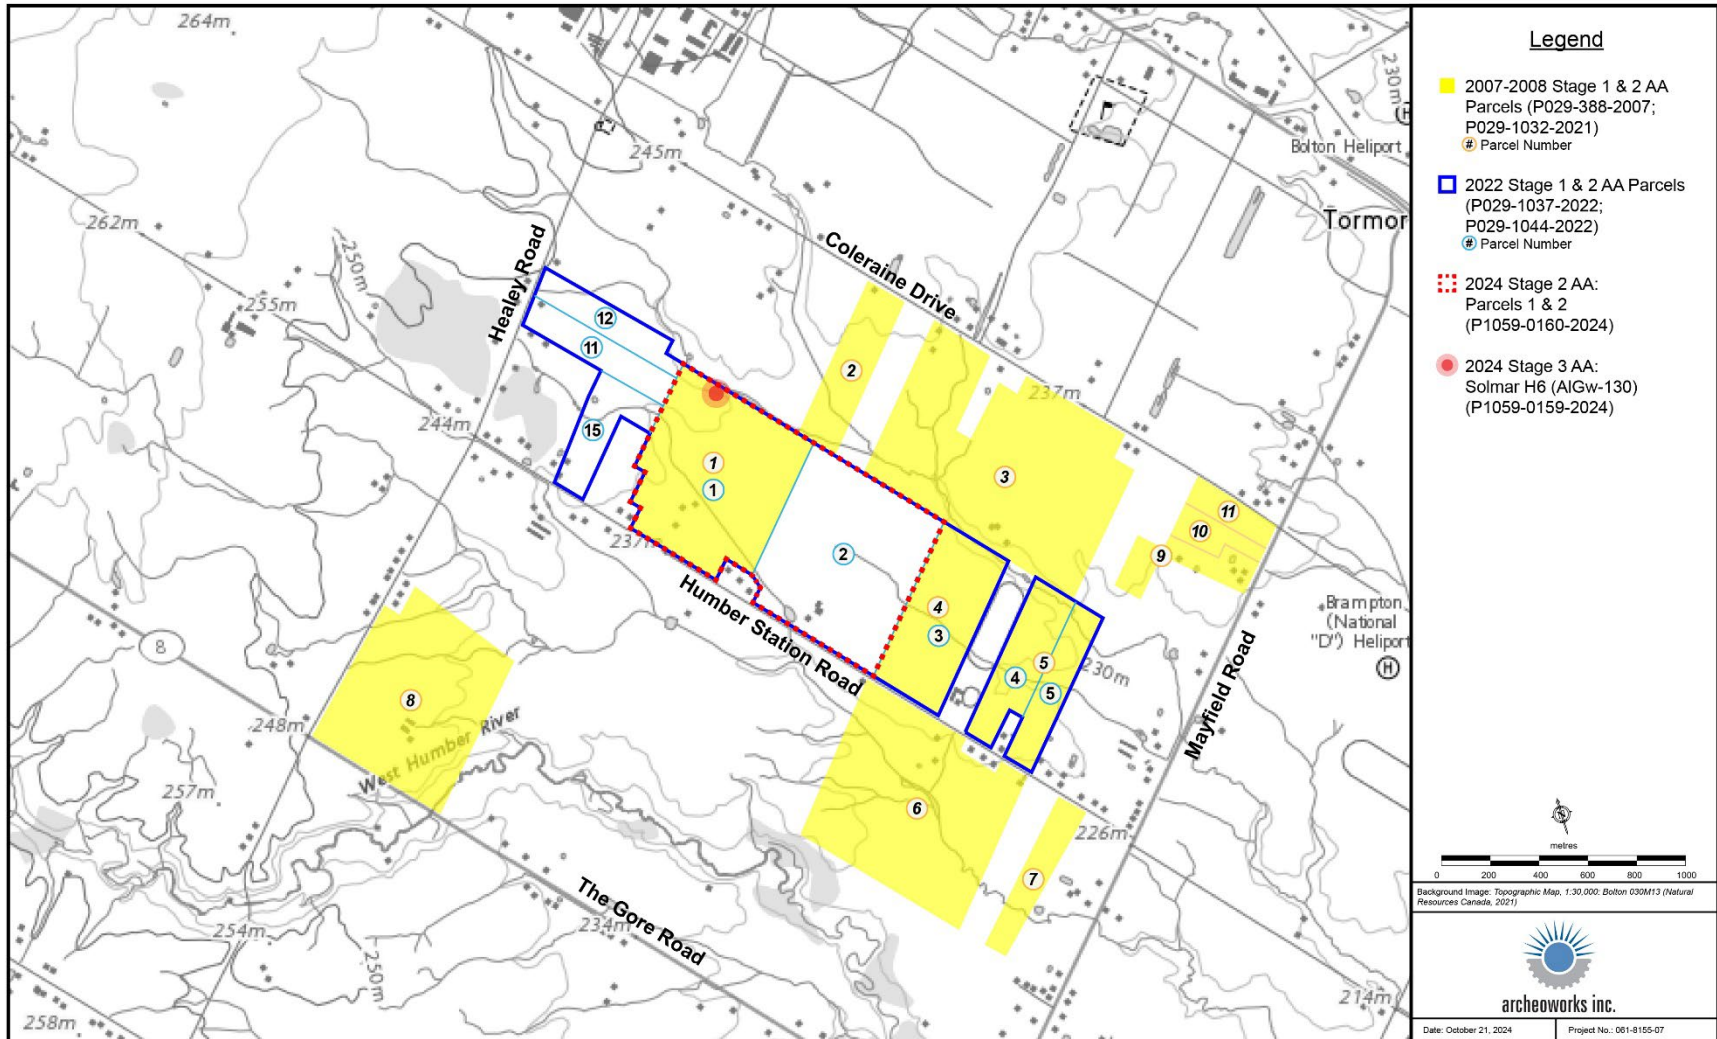 264m
245m
230m
Bolton Heliport
Tormor
262m
250m
255m
Healey Road
Coleraine Drive
237m
12
11
15
244m
2
1
1
3
237m
2
11
10
9
4
3
5
4
5
230m
Humber Station Road
Brampton
(National
"D") Heliport
H
Mayfield Road
8
8
248m
West Humber River
257m
6
226m
7
The Gore Road
234m
254m
250m
258m
214m
Legend
2007-2008 Stage 1 & 2 AA
Parcels (P029-388-2007;
P029-1032-2021)
# Parcel Number
2022 Stage 1 & 2 AA Parcels
(P029-1037-2022;
P029-1044-2022)
# Parcel Number
2024 Stage 2 AA:
Parcels 1 & 2
(P1059-0160-2024)
2024 Stage 3 AA:
Solmar H6 (AlGw-130)
(P1059-0159-2024)
metres
0 200 400 600 800 1000
Background Image: Topographic Map, 1:30,000: Bolton 030M13 (Natural
Resources Canada, 2021)
archeoworks inc.
Date: October 21, 2024
Project No.: 061-8155-07